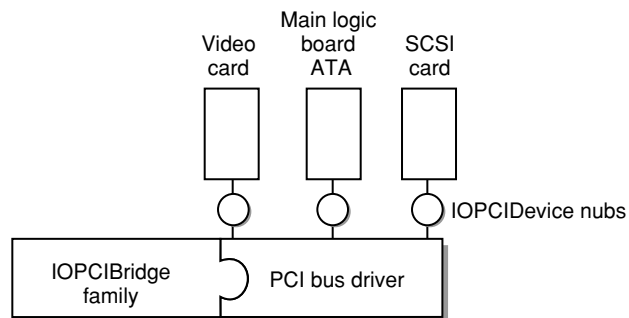 Video
card
Main logic
board
ATA
SCSI
card
IOPCIDevice nubs
IOPCIBridge
family
PCI bus driver